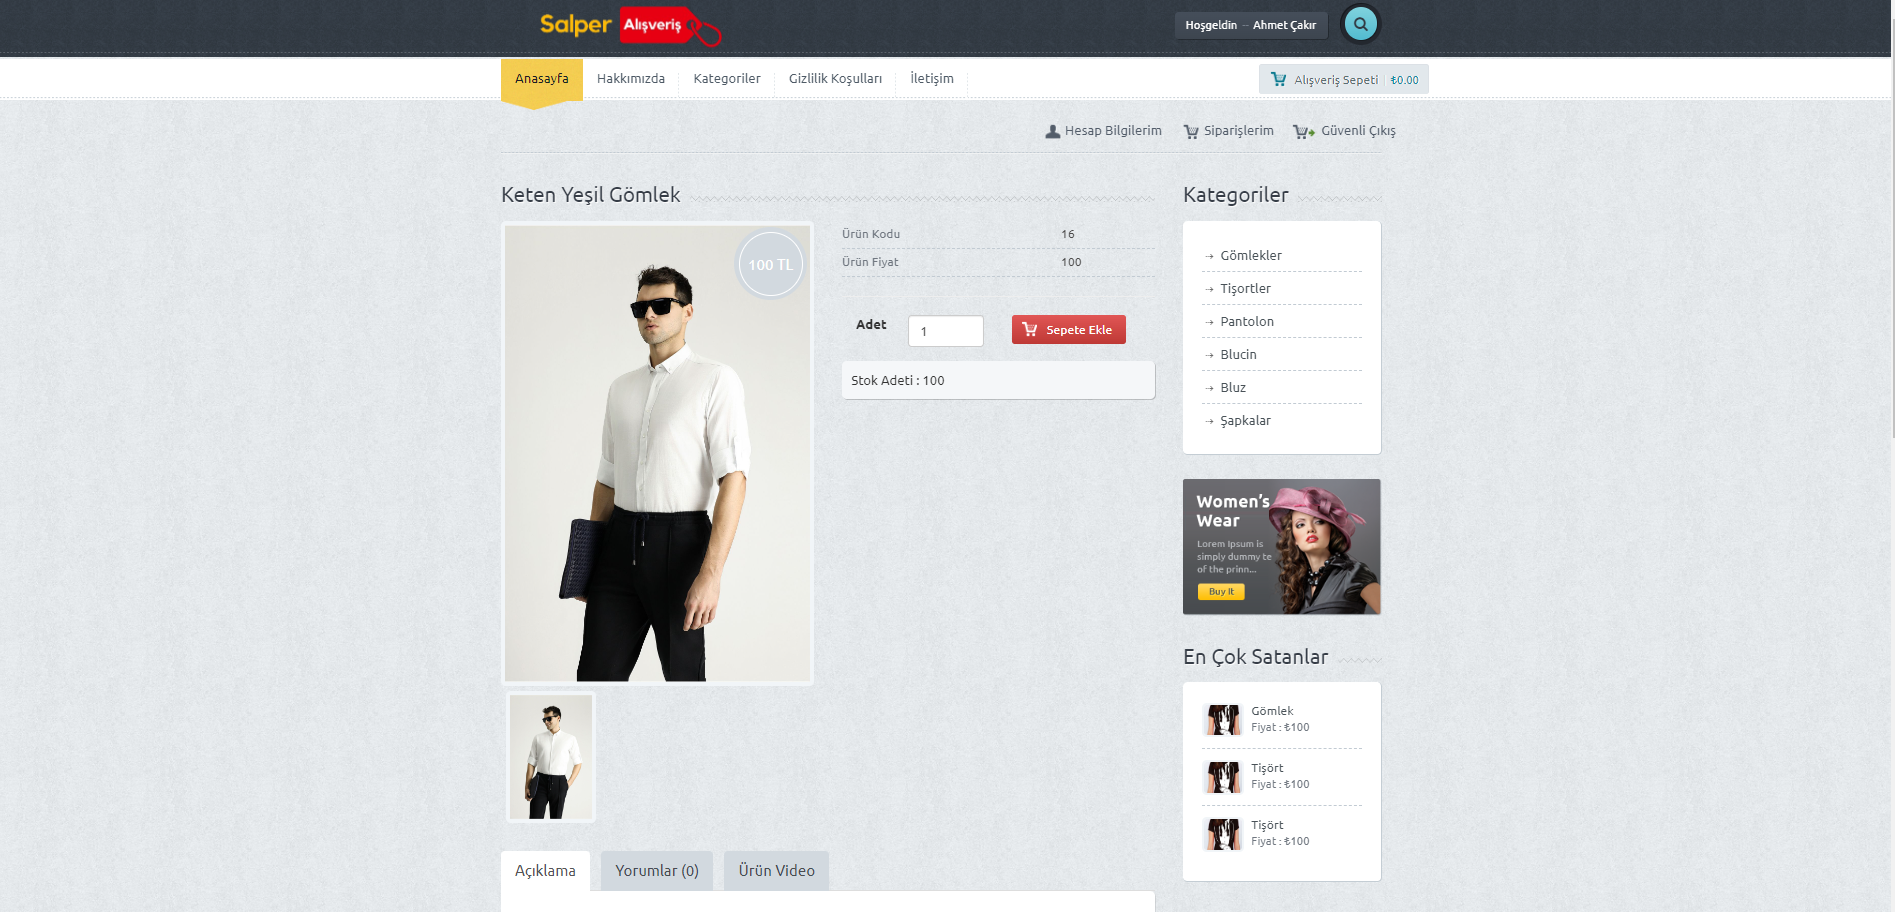 Salper Alışveriş
Hoşgeldin -- Ahmet Çakır
Anasayfa
Hakkımızda
Kategoriler
Gizlilik Koşulları
İletişim
Alışveriş Sepeti
₺0.00
Hesap Bilgilerim
Siparişlerim
Güvenli Çıkış
Keten Yeşil Gömlek
100 TL
Ürün Kodu 16
Ürün Fiyat 100
Adet 1
Sepete Ekle
Stok Adeti : 100
Açıklama
Yorumlar (0)
Ürün Video
Kategoriler
Gömlekler
Tişortler
Pantolon
Blucin
Bluz
Şapkalar
Women’s
Wear
Lorem Ipsum is
simply dummy te
of the prinn...
Buy It
En Çok Satanlar
Gömlek
Fiyat : ₺100
Tişört
Fiyat : ₺100
Tişört
Fiyat : ₺100